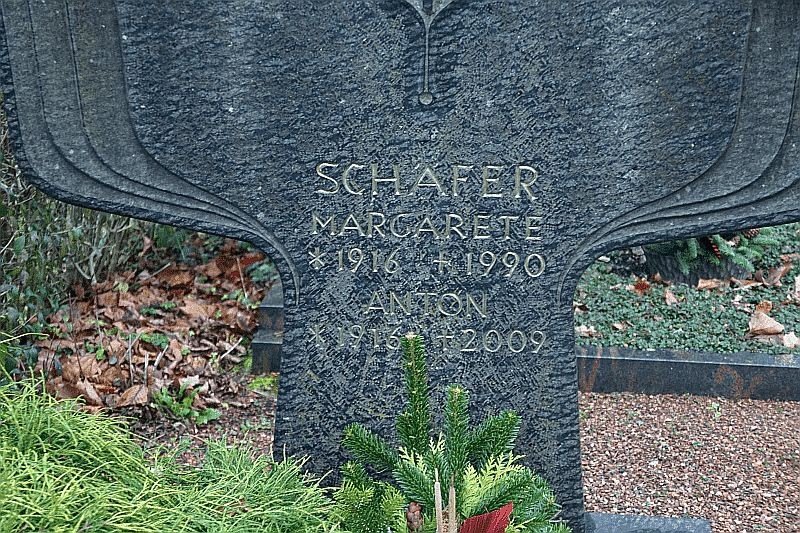 SCHAFER
MARGARETE
* 1916 + 1990
ANTON
* 1916 + 2009